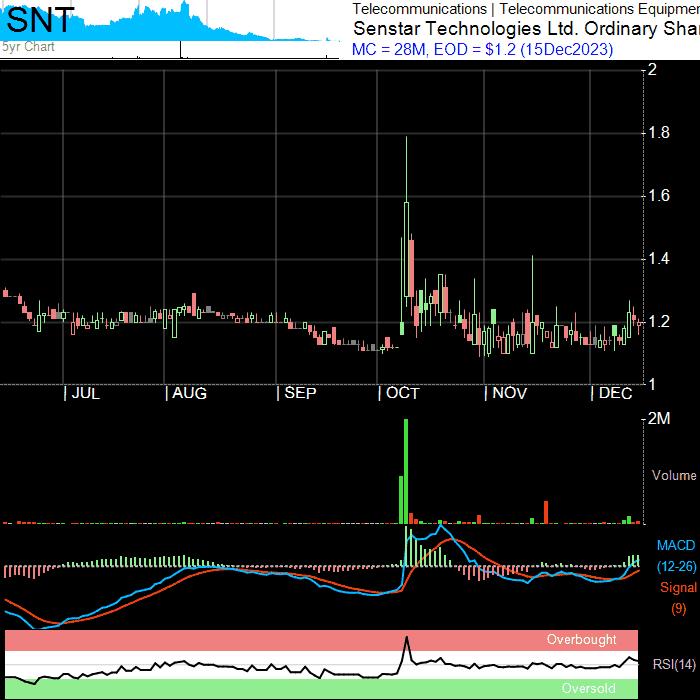 SNT
Telecommunications | Telecommunications Equipmen
Senstar Technologies Ltd. Ordinary Shar
5yr Chart
MC = 28M, EOD = $1.2 (15Dec2023)
2
1.8
1.6
1.4
1.2
1
| JUL | AUG | SEP | OCT | NOV | DEC
2M
Volume
MACD
(12-26)
Signal
(9)
Overbought
RSI(14)
Oversold